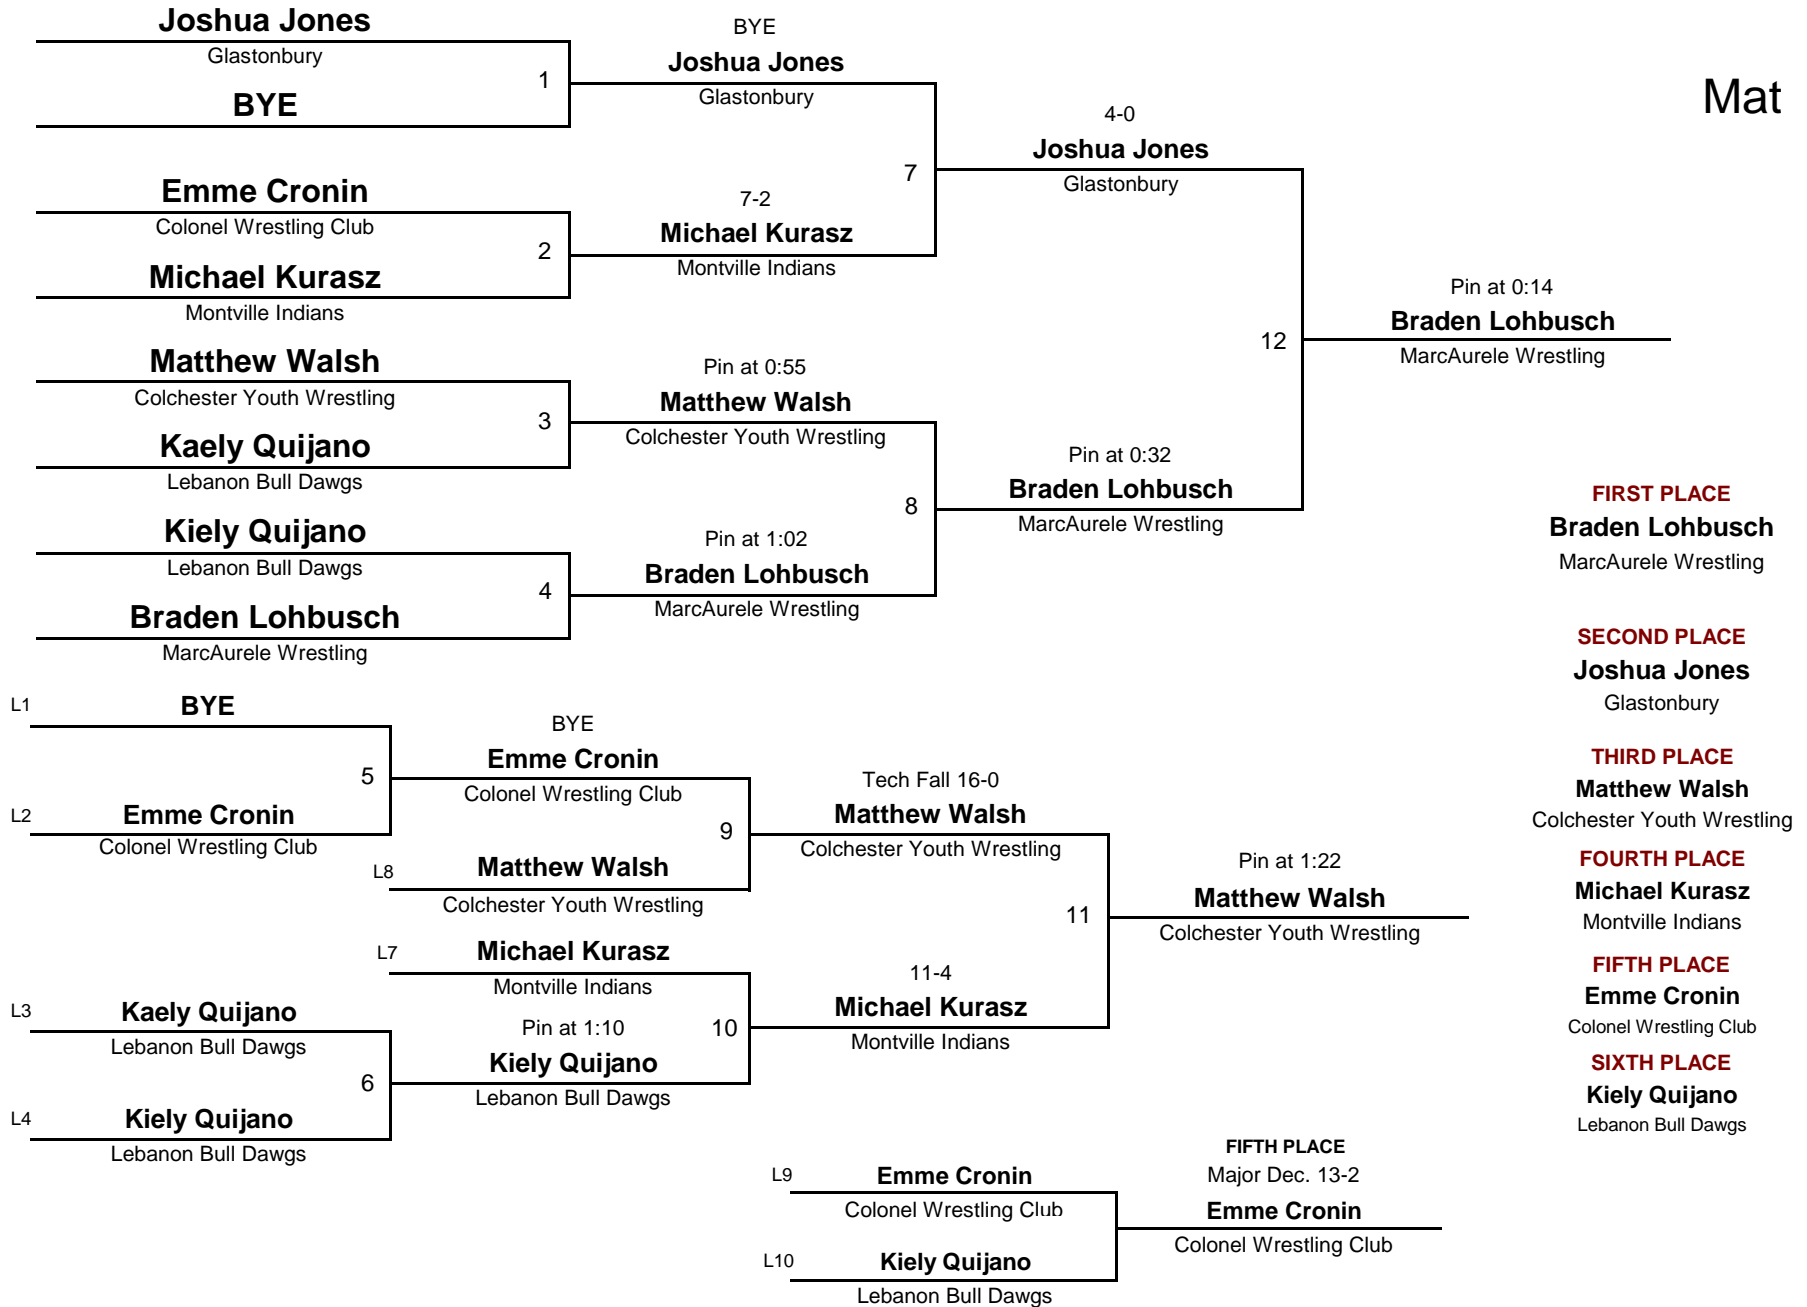 Joshua Jones
Glastonbury
1
BYE
Emme Cronin
Colonel Wrestling Club
2
Michael Kurasz
Montville Indians
Matthew Walsh
Colchester Youth Wrestling
3
Kaely Quijano
Lebanon Bull Dawgs
Kiely Quijano
Lebanon Bull Dawgs
4
Braden Lohbusch
MarcAurele Wrestling
BYE
Joshua Jones
Glastonbury
7
7-2
Michael Kurasz
Montville Indians
Pin at 0:55
Matthew Walsh
Colchester Youth Wrestling
8
Pin at 1:02
Braden Lohbusch
MarcAurele Wrestling
4-0
Joshua Jones
Glastonbury
12
Pin at 0:32
Braden Lohbusch
MarcAurele Wrestling
Mat
Pin at 0:14
Braden Lohbusch
MarcAurele Wrestling
L1
BYE
5
L2
Emme Cronin
Colonel Wrestling Club
L3
Kaely Quijano
Lebanon Bull Dawgs
6
L4
Kiely Quijano
Lebanon Bull Dawgs
BYE
Emme Cronin
Colonel Wrestling Club
9
L8
Matthew Walsh
Colchester Youth Wrestling
L7
Michael Kurasz
Montville Indians
Pin at 1:10
10
Kiely Quijano
Lebanon Bull Dawgs
Tech Fall 16-0
Matthew Walsh
Colchester Youth Wrestling
11
11-4
Michael Kurasz
Montville Indians
Pin at 1:22
Matthew Walsh
Colchester Youth Wrestling
L9
Emme Cronin
Colonel Wrestling Club
L10
Kiely Quijano
Lebanon Bull Dawgs
FIFTH PLACE
Major Dec. 13-2
Emme Cronin
Colonel Wrestling Club
FIRST PLACE
Braden Lohbusch
MarcAurele Wrestling
SECOND PLACE
Joshua Jones
Glastonbury
THIRD PLACE
Matthew Walsh
Colchester Youth Wrestling
FOURTH PLACE
Michael Kurasz
Montville Indians
FIFTH PLACE
Emme Cronin
Colonel Wrestling Club
SIXTH PLACE
Kiely Quijano
Lebanon Bull Dawgs